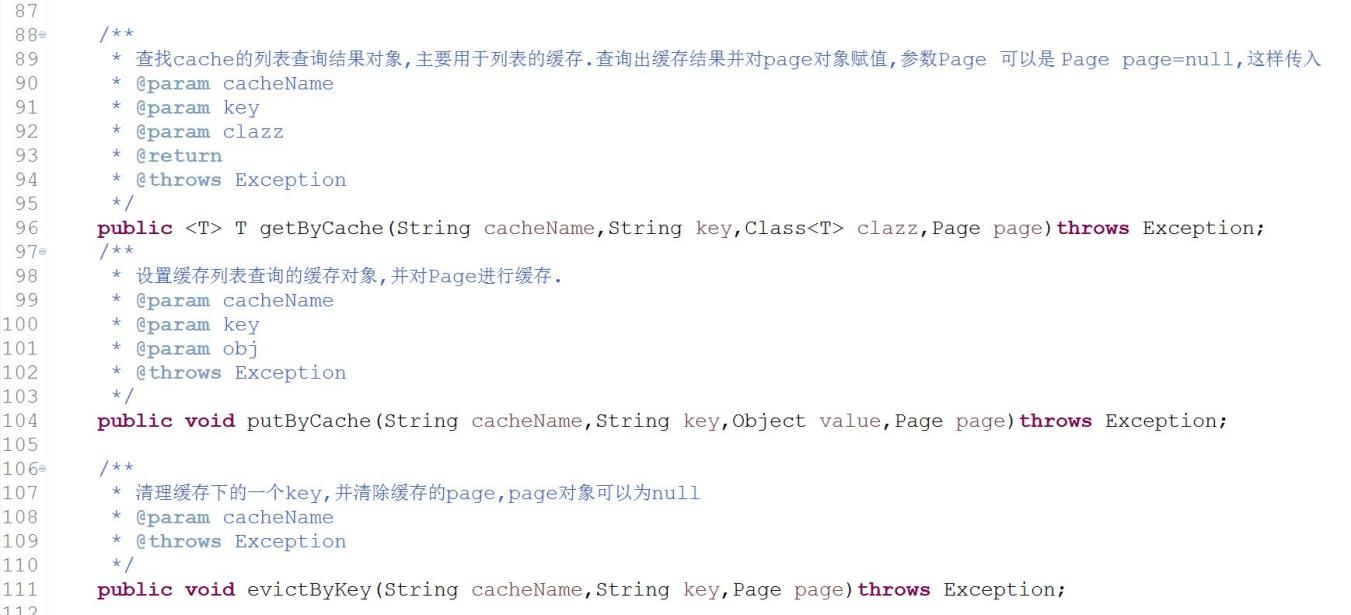 87
88 /**
89 * 查找cache的列表查询结果对象,主要用于列表的缓存.查询出缓存结果并对page对象赋值,参数Page 可以是 Page page=null,这样传入
90 * @param cacheName
91 * @param key
92 * @param clazz
93 * @return
94 * @throws Exception
95 */
96 public <T> T getByCache(String cacheName,String key,Class<T> clazz,Page page)throws Exception;
97 /**
98 * 设置缓存列表查询的缓存对象,并对Page进行缓存.
99 * @param cacheName
100 * @param key
101 * @param obj
102 * @throws Exception
103 */
104 public void putByCache(String cacheName,String key,Object value,Page page)throws Exception;
105
106 /**
107 * 清理缓存下的一个key,并清除缓存的page,page对象可以为null
108 * @param cacheName
109 * @throws Exception
110 */
111 public void evictByKey(String cacheName,String key,Page page)throws Exception;
112